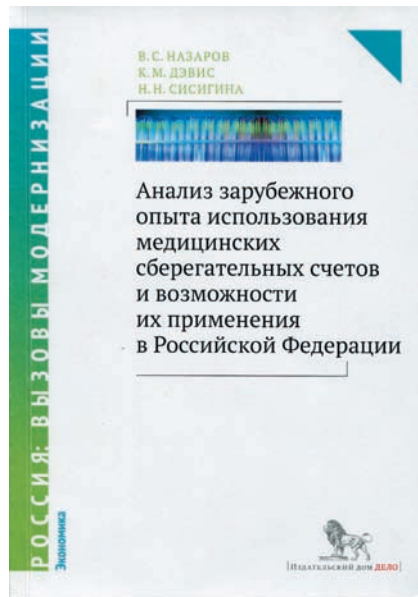 В. С. НАЗАРОВ
К. М. ДЭВИС
Н. Н. СИСИГИНА
Анализ зарубежного
опыта использования
медицинских
сберегательных счетов
и возможности
их применения
в Российской Федерации
РОССИЯ: ВЫЗОВЫ МОДЕРНИЗАЦИИ
Экономика
|Издательский дом ДЕЛО|